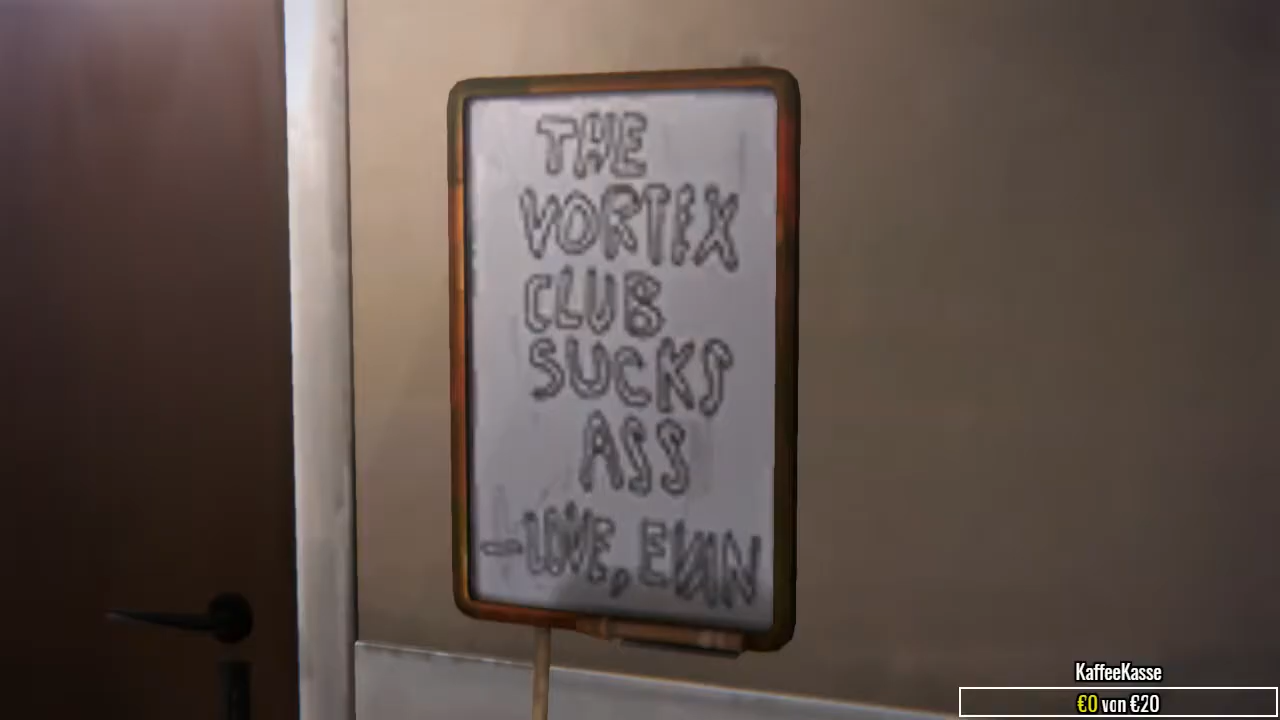 THE
VORTEX
CLUB
SUCKS
ASS
-LOVE, EVAN
KaffeeKasse
€0 von €20